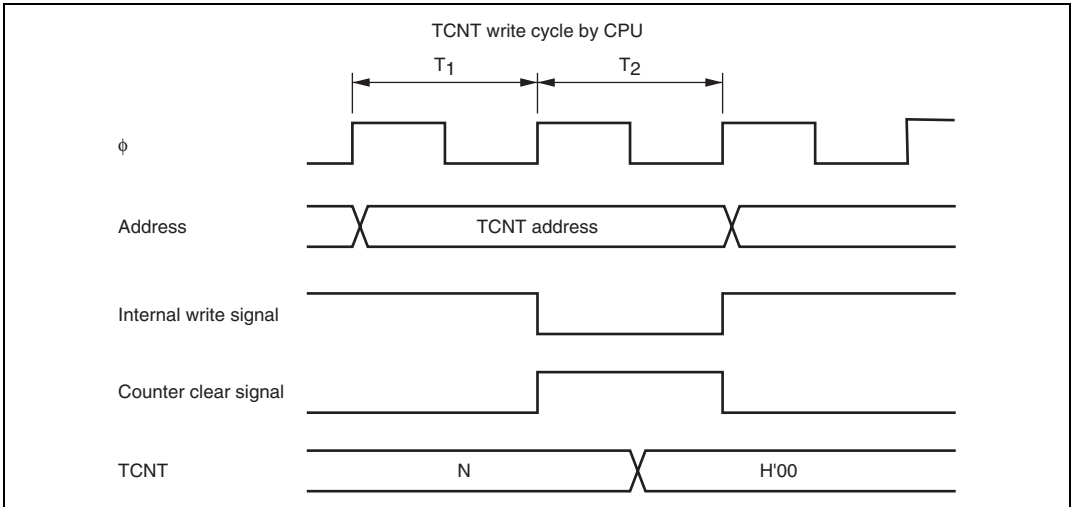 TCNT write cycle by CPU
T1 T2
ϕ
Address TCNT address
Internal write signal
Counter clear signal
TCNT N H'00